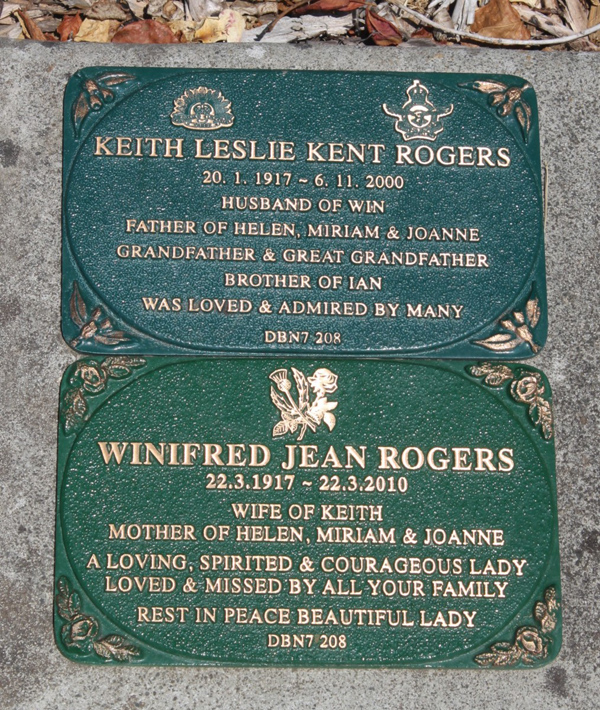 KEITH LESLIE KENT ROGERS
20. 1. 1917 ~ 6. 11. 2000
HUSBAND OF WIN
FATHER OF HELEN, MIRIAM & JOANNE
GRANDFATHER & GREAT GRANDFATHER
BROTHER OF IAN
WAS LOVED & ADMIRED BY MANY
DBN7 208
WINIFRED JEAN ROGERS
22.3.1917 ~ 22.3.2010
WIFE OF KEITH
MOTHER OF HELEN, MIRIAM & JOANNE
A LOVING, SPIRITED & COURAGEOUS LADY
LOVED & MISSED BY ALL YOUR FAMILY
REST IN PEACE BEAUTIFUL LADY
DBN7 208